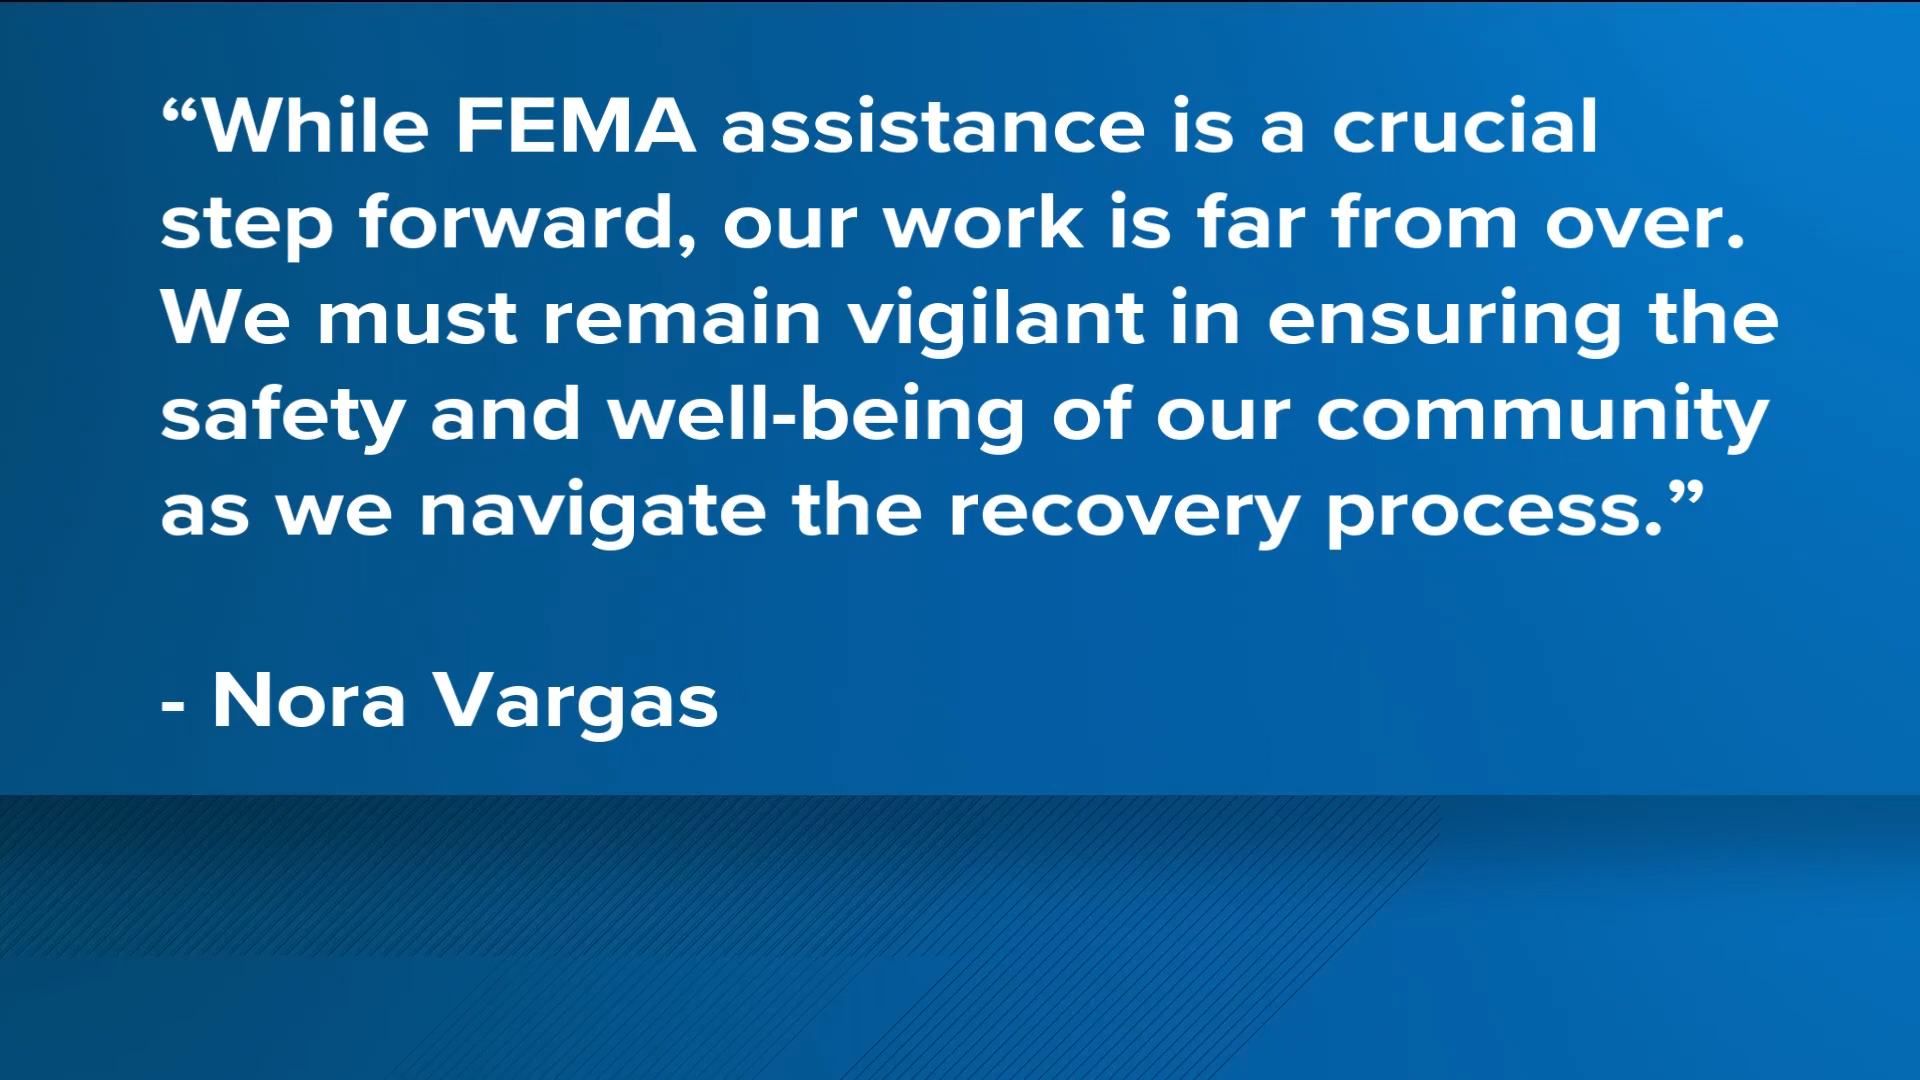 “While FEMA assistance is a crucial
step forward, our work is far from over.
We must remain vigilant in ensuring the
safety and well-being of our community
as we navigate the recovery process.”
- Nora Vargas